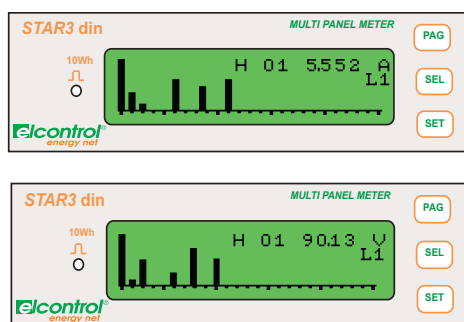 STAR3 din
MULTI PANEL METER
PAG
10Wh
H 01 5.552 A
L1
SEL
SET
elcontrol®
energy net
STAR3 din
MULTI PANEL METER
PAG
10Wh
H 01 90.13 V
L1
SEL
SET
elcontrol®
energy net